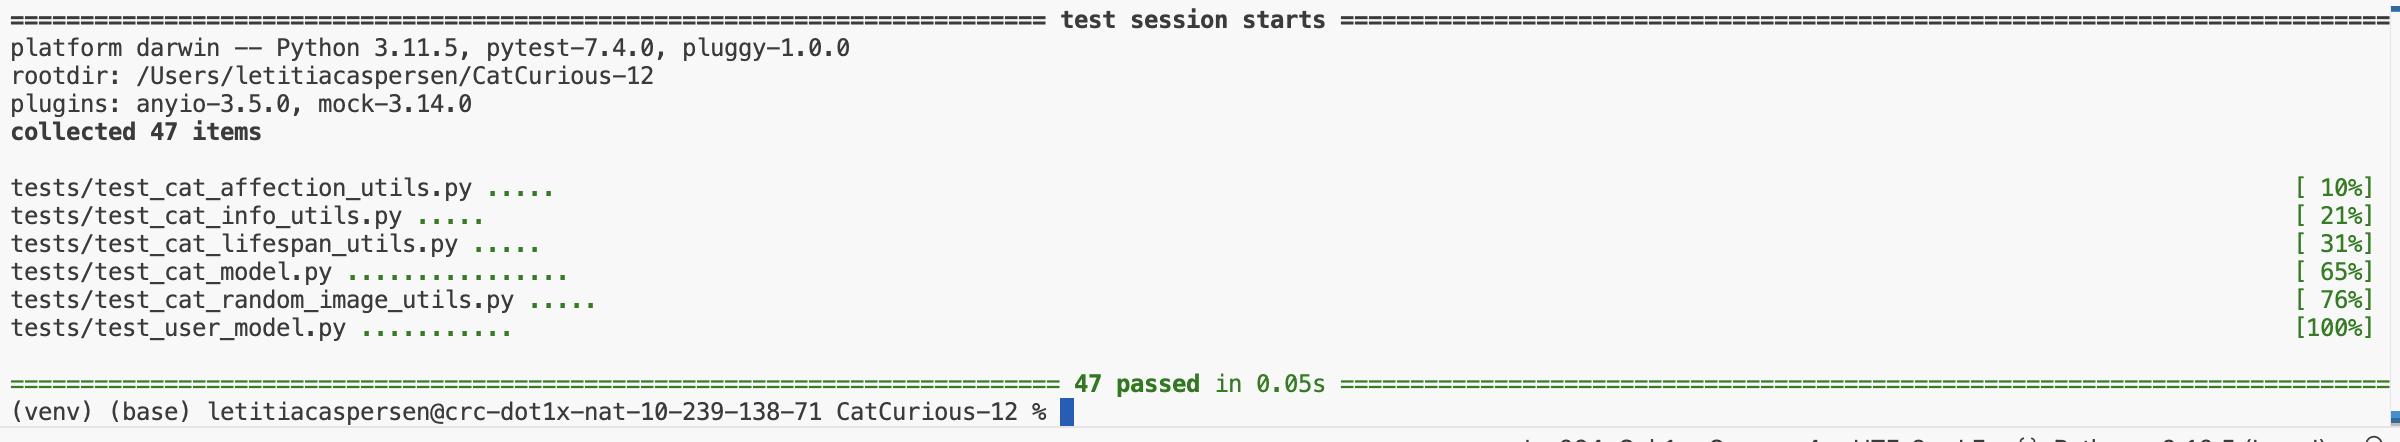 ========================================================================== test session starts ===========================================================================
platform darwin -- Python 3.11.5, pytest-7.4.0, pluggy-1.0.0
rootdir: /Users/letitiacaspersen/CatCurious-12
plugins: anyio-3.5.0, mock-3.14.0
collected 47 items
tests/test_cat_affection_utils.py ..... [ 10%]
tests/test_cat_info_utils.py ..... [ 21%]
tests/test_cat_lifespan_utils.py ..... [ 31%]
tests/test_cat_model.py ................ [ 65%]
tests/test_cat_random_image_utils.py ..... [ 76%]
tests/test_user_model.py ........... [100%]
=========================================================================== 47 passed in 0.05s ===========================================================================
(venv) (base) letitiacaspersen@crc-dot1x-nat-10-239-138-71 CatCurious-12 %